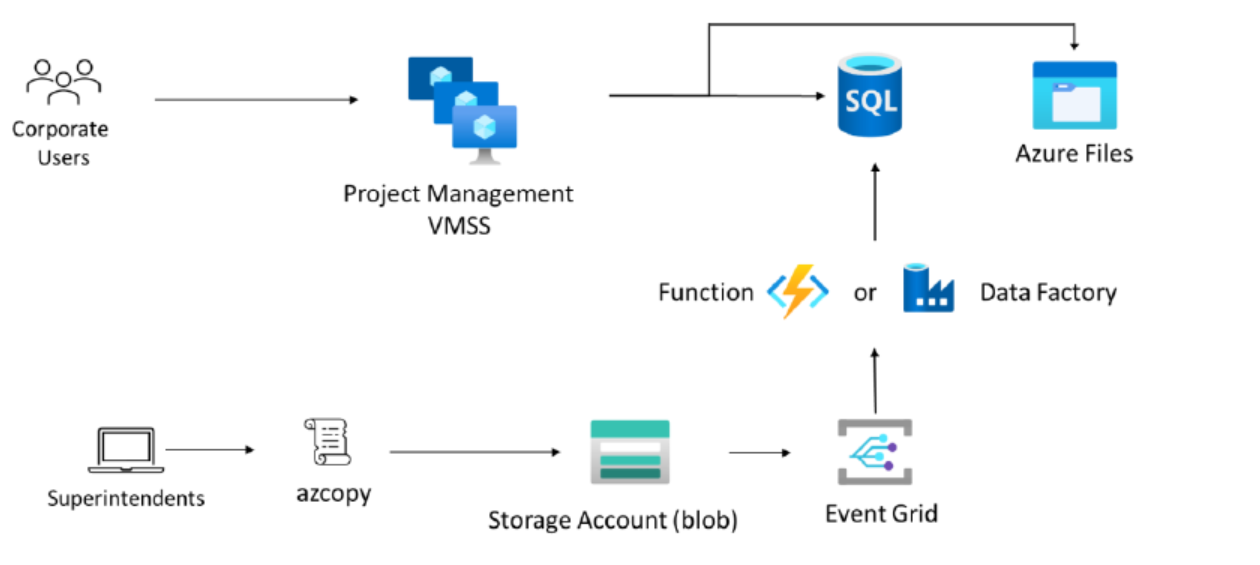 Corporate
Users
Project Management
VMSS
SQL
Azure Files
Function or Data Factory
Superintendents
azcopy
Storage Account (blob)
Event Grid